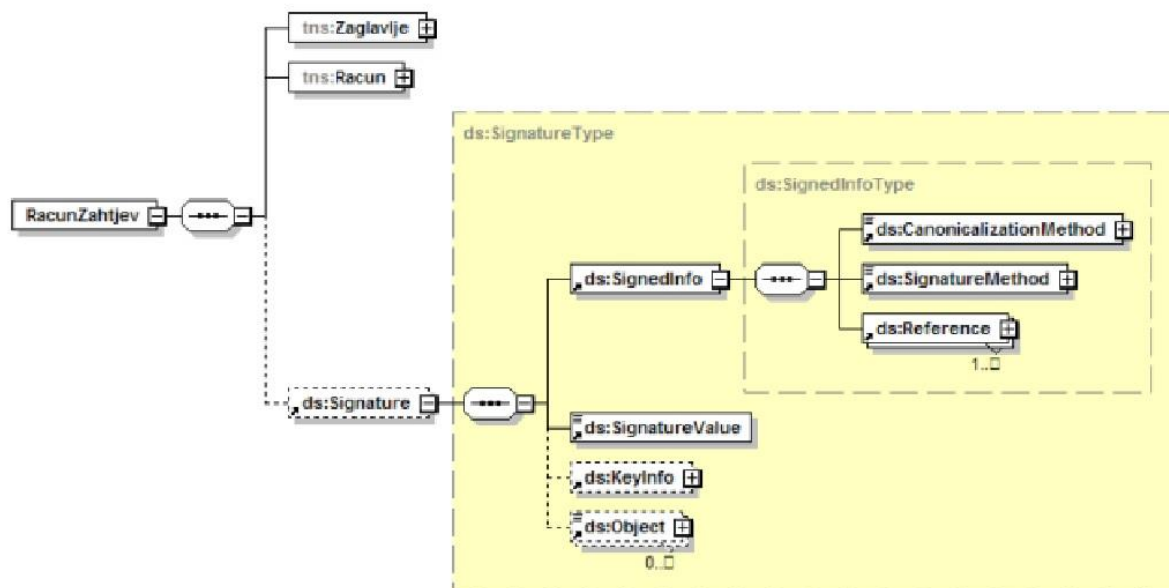 tns:Zaglavlje
tns:Racun
ds:SignatureType
ds:SignedInfoType
RacunZahtjev
ds:CanonicalizationMethod
ds:SignedInfo
ds:SignatureMethod
ds:Reference
1..□
ds:Signature
ds:SignatureValue
ds:KeyInfo
ds:Object
0..□